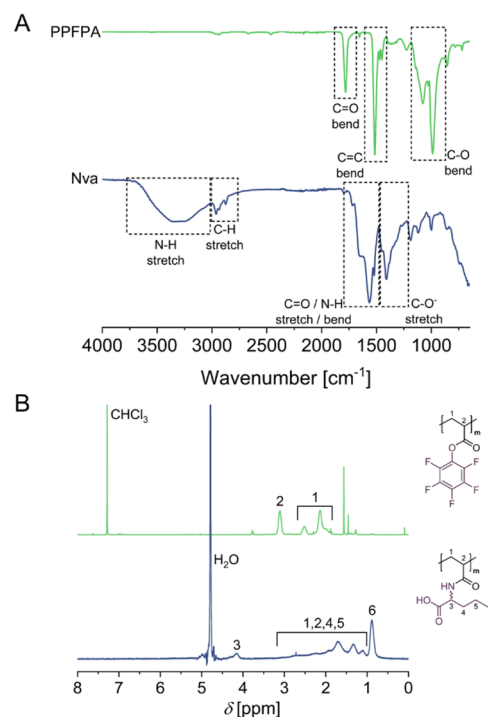 A
PPFPA
C=O
bend
C=C
bend
C-O
bend
Nva
N-H
stretch
C-H
stretch
C=O / N-H
stretch / bend
C-O⁻
stretch
4000 3500 3000 2500 2000 1500 1000
Wavenumber [cm⁻¹]
B
CHCl₃
2
1
H₂O
3
1,2,4,5
6
8 7 6 5 4 3 2 1 0
δ [ppm]
1 2
m
O O
F F
F F
F
1 2
m
HN O
HO 3 5
O 4